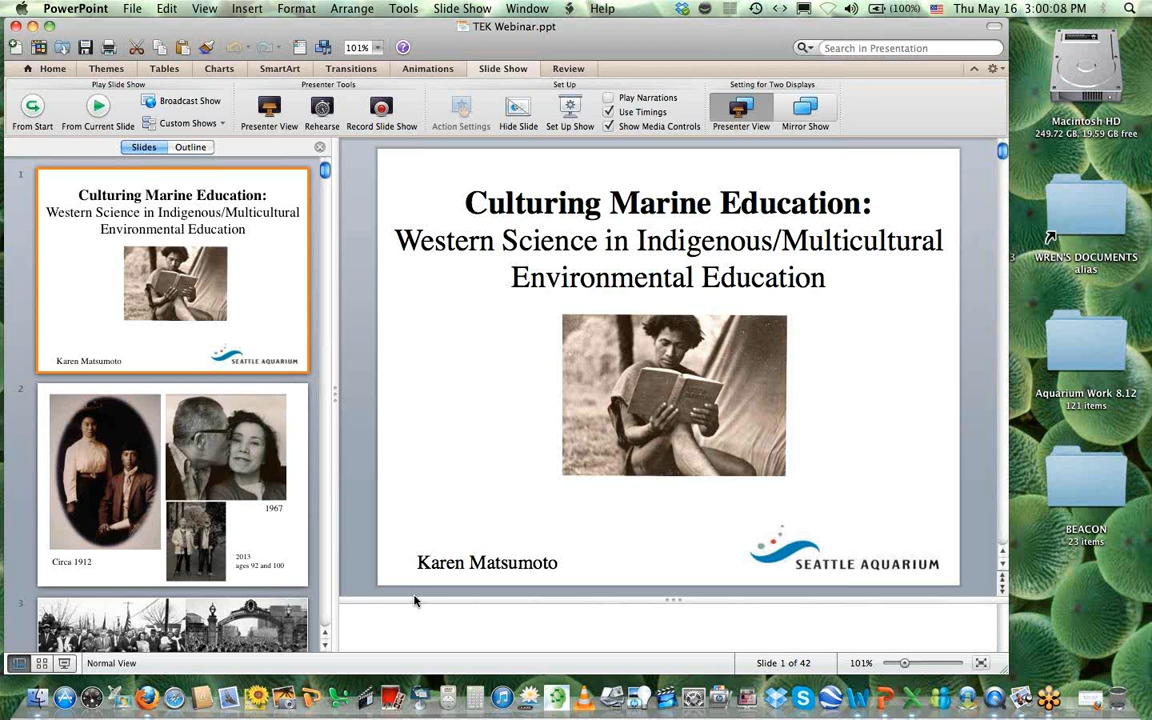 PowerPoint File Edit View Insert Format Arrange Tools Slide Show Window Help (100%) Thu May 16 3:00:08 PM
TEK Webinar.ppt
101% Search in Presentation
Home Themes Tables Charts SmartArt Transitions Animations Slide Show Review
Play Slide Show Presenter Tools Set Up Setting for Two Displays
Broadcast Show
Custom Shows
Play Narrations
Use Timings
Show Media Controls
From Start From Current Slide Presenter View Rehearse Record Slide Show Action Settings Hide Slide Set Up Show Presenter View Mirror Show
Slides Outline
1
Culturing Marine Education:
Western Science in Indigenous/Multicultural
Environmental Education
Karen Matsumoto
SEATTLE AQUARIUM
2
1967
Circa 1912
2013
ages 92 and 100
3
Culturing Marine Education:
Western Science in Indigenous/Multicultural
Environmental Education
Karen Matsumoto
SEATTLE AQUARIUM
Normal View Slide 1 of 42 101%
Macintosh HD
249.72 GB, 19.59 GB free
3
WREN'S DOCUMENTS
alias
Aquarium Work 8.12
121 items
BEACON
23 items